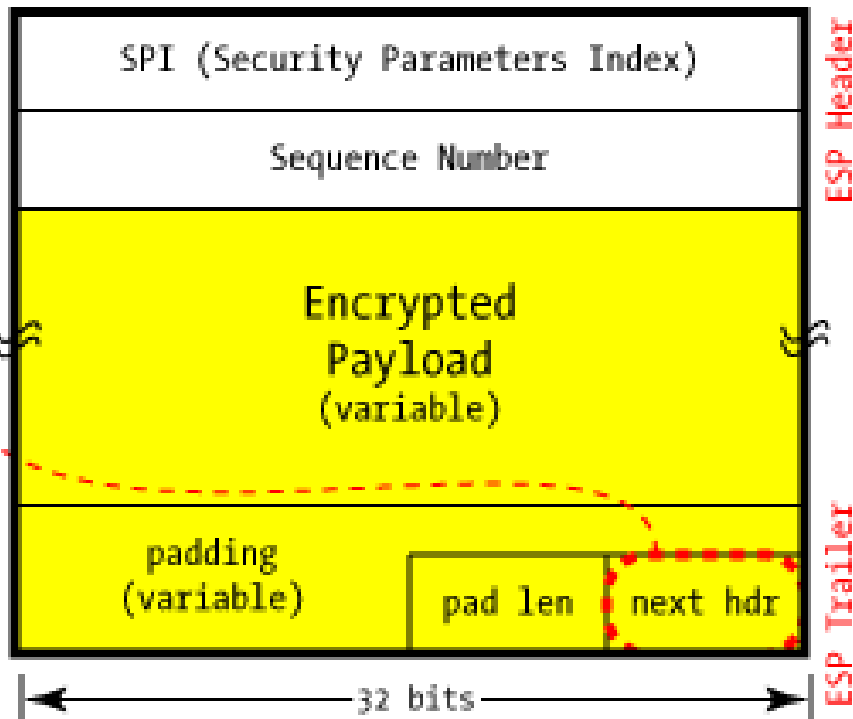 SPI (Security Parameters Index)
ESP Header
Sequence Number
Encrypted
Payload
(variable)
padding
(variable)
pad len
next hdr
ESP Trailer
32 bits